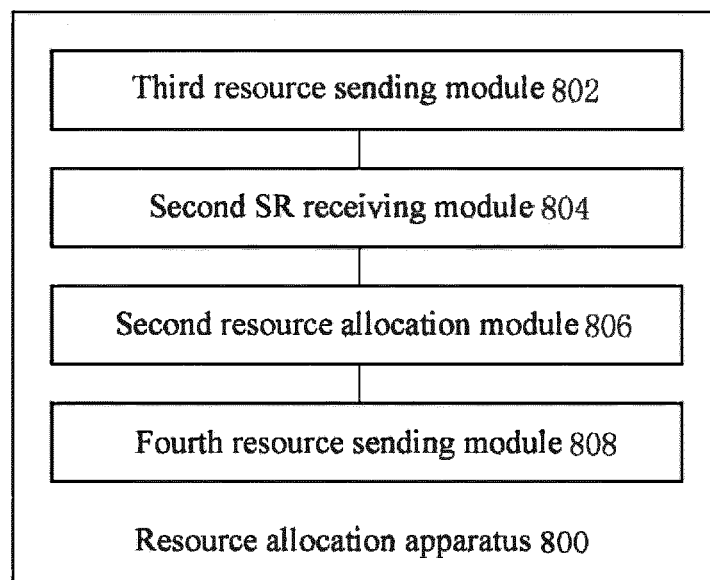 Third resource sending module 802
Second SR receiving module 804
Second resource allocation module 806
Fourth resource sending module 808
Resource allocation apparatus 800